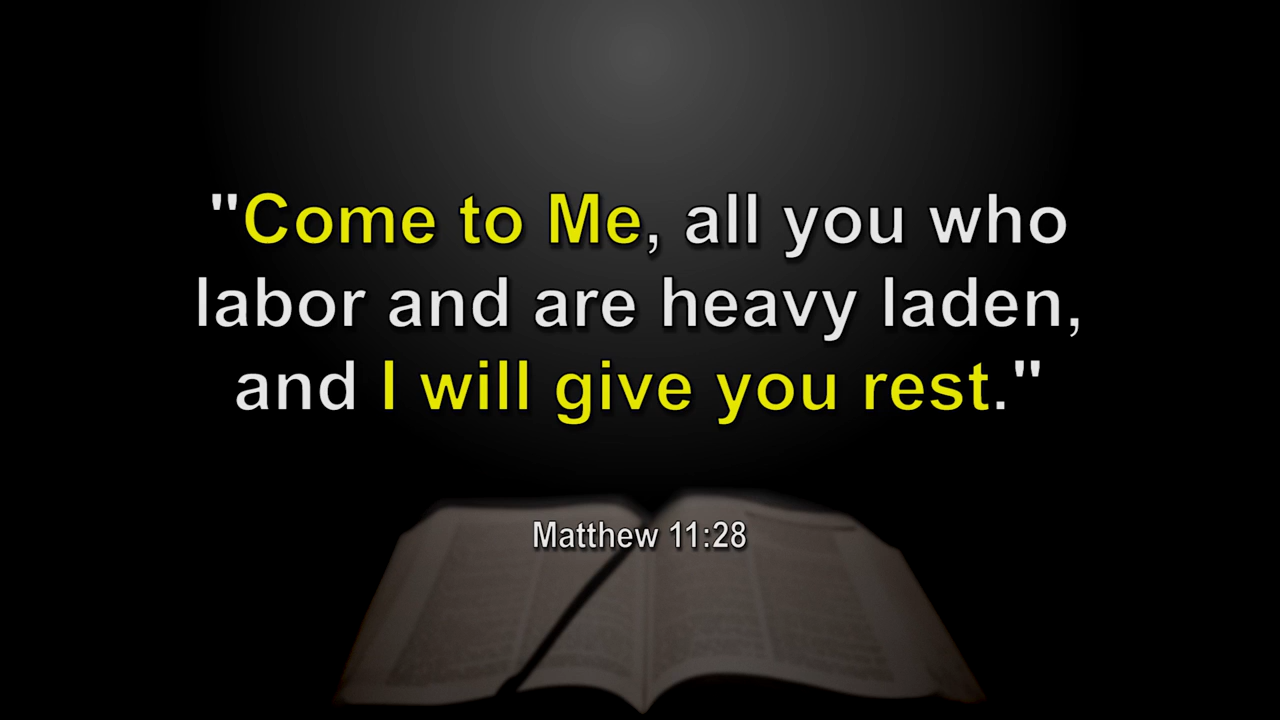 "Come to Me, all you who
labor and are heavy laden,
and I will give you rest."
Matthew 11:28